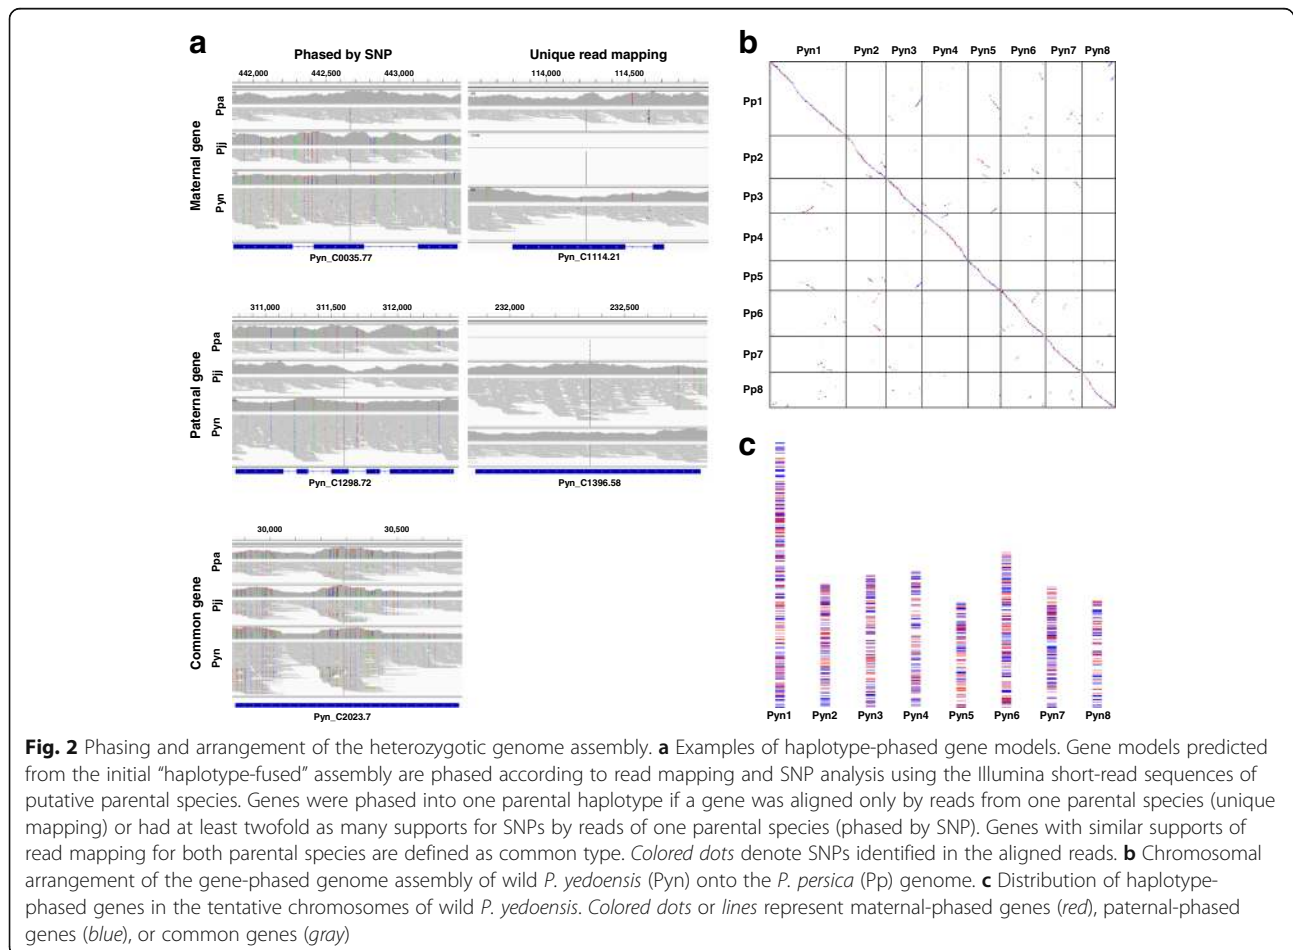 a
Phased by SNP
Unique read mapping
442,000 442,500 443,000
114,000 114,500
Maternal gene
Ppa
Pjj
Pyn
Pyn_C0035.77
Pyn_C1114.21
311,000 311,500 312,000
232,000 232,500
Paternal gene
Ppa
Pjj
Pyn
Pyn_C1298.72
Pyn_C1396.58
30,000 30,500
Common gene
Ppa
Pjj
Pyn
Pyn_C2023.7
b
Pyn1 Pyn2 Pyn3 Pyn4 Pyn5 Pyn6 Pyn7 Pyn8
Pp1
Pp2
Pp3
Pp4
Pp5
Pp6
Pp7
Pp8
c
Pyn1 Pyn2 Pyn3 Pyn4 Pyn5 Pyn6 Pyn7 Pyn8
Fig. 2 Phasing and arrangement of the heterozygotic genome assembly. a Examples of haplotype-phased gene models. Gene models predicted
from the initial “haplotype-fused” assembly are phased according to read mapping and SNP analysis using the Illumina short-read sequences of
putative parental species. Genes were phased into one parental haplotype if a gene was aligned only by reads from one parental species (unique
mapping) or had at least twofold as many supports for SNPs by reads of one parental species (phased by SNP). Genes with similar supports of
read mapping for both parental species are defined as common type. Colored dots denote SNPs identified in the aligned reads. b Chromosomal
arrangement of the gene-phased genome assembly of wild P. yedoensis (Pyn) onto the P. persica (Pp) genome. c Distribution of haplotype-
phased genes in the tentative chromosomes of wild P. yedoensis. Colored dots or lines represent maternal-phased genes (red), paternal-phased
genes (blue), or common genes (gray)